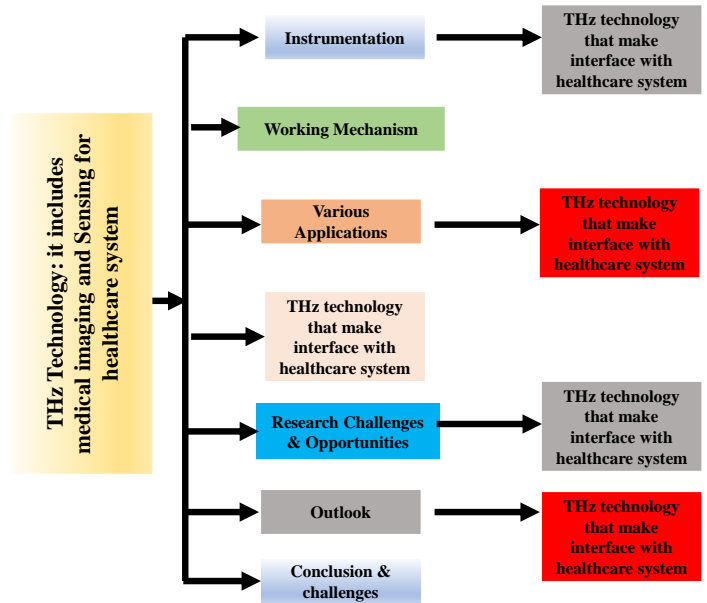 THz Technology: it includes
medical imaging and Sensing for
healthcare system
Instrumentation
THz technology
that make
interface with
healthcare system
Working Mechanism
Various
Applications
THz technology
that make
interface with
healthcare system
THz technology
that make
interface with
healthcare system
Research Challenges
& Opportunities
THz technology
that make
interface with
healthcare system
Outlook
THz technology
that make
interface with
healthcare system
Conclusion &
challenges